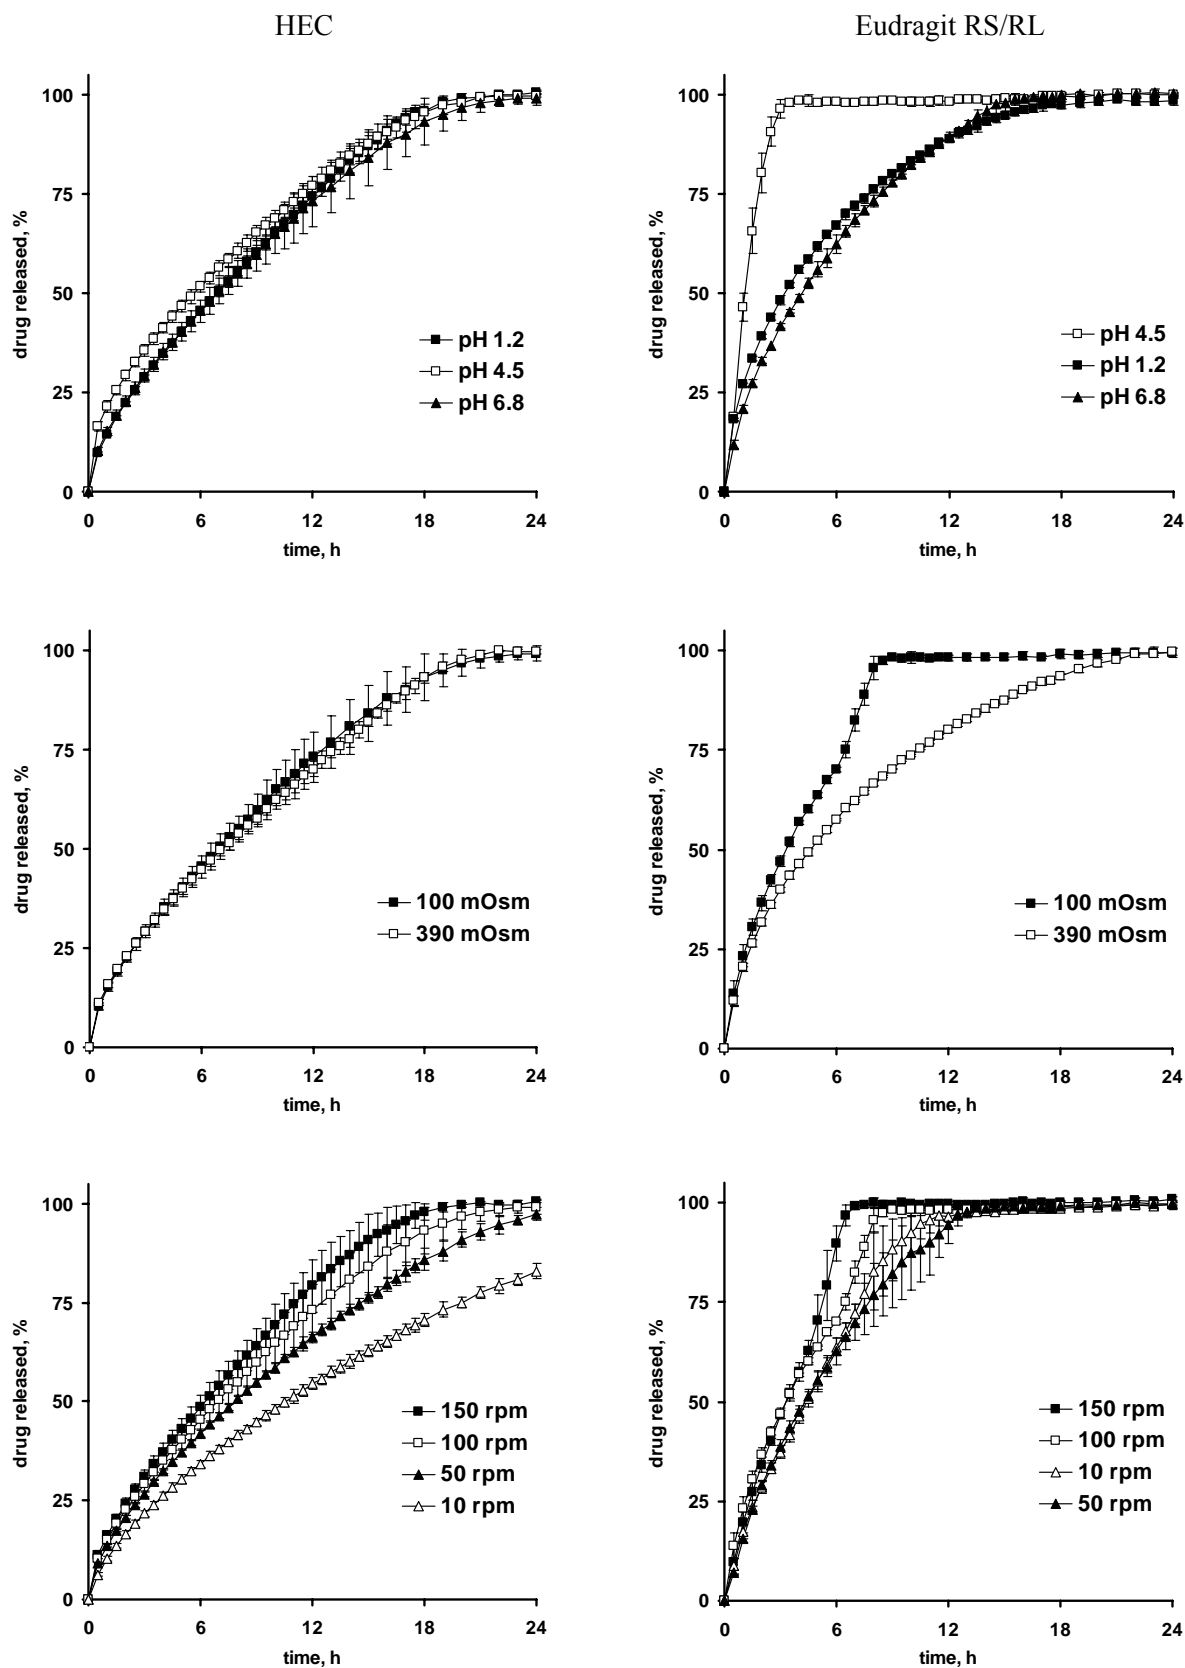 HEC
Eudragit RS/RL
100
75
50
25
0
drug released, %
pH 1.2
pH 4.5
pH 6.8
0 6 12 18 24
time, h
100
75
50
25
0
drug released, %
pH 4.5
pH 1.2
pH 6.8
0 6 12 18 24
time, h
100
75
50
25
0
drug released, %
100 mOsm
390 mOsm
0 6 12 18 24
time, h
100
75
50
25
0
drug released, %
100 mOsm
390 mOsm
0 6 12 18 24
time, h
100
75
50
25
0
drug released, %
150 rpm
100 rpm
50 rpm
10 rpm
0 6 12 18 24
time, h
100
75
50
25
0
drug released, %
150 rpm
100 rpm
10 rpm
50 rpm
0 6 12 18 24
time, h